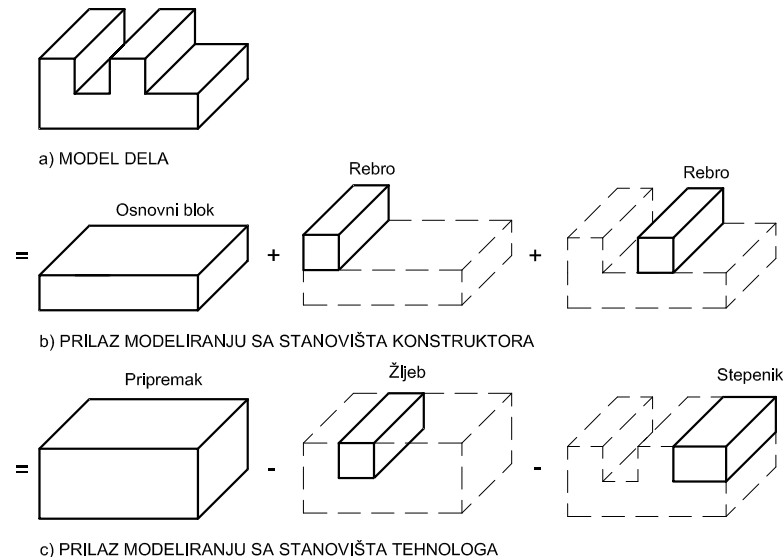 a) MODEL DELA
Osnovni blok
Rebro
Rebro
= + +
b) PRILAZ MODELIRANJU SA STANOVIŠTA KONSTRUKTORA
Pripremak
Žljeb
Stepenik
= - -
c) PRILAZ MODELIRANJU SA STANOVIŠTA TEHNOLOGA